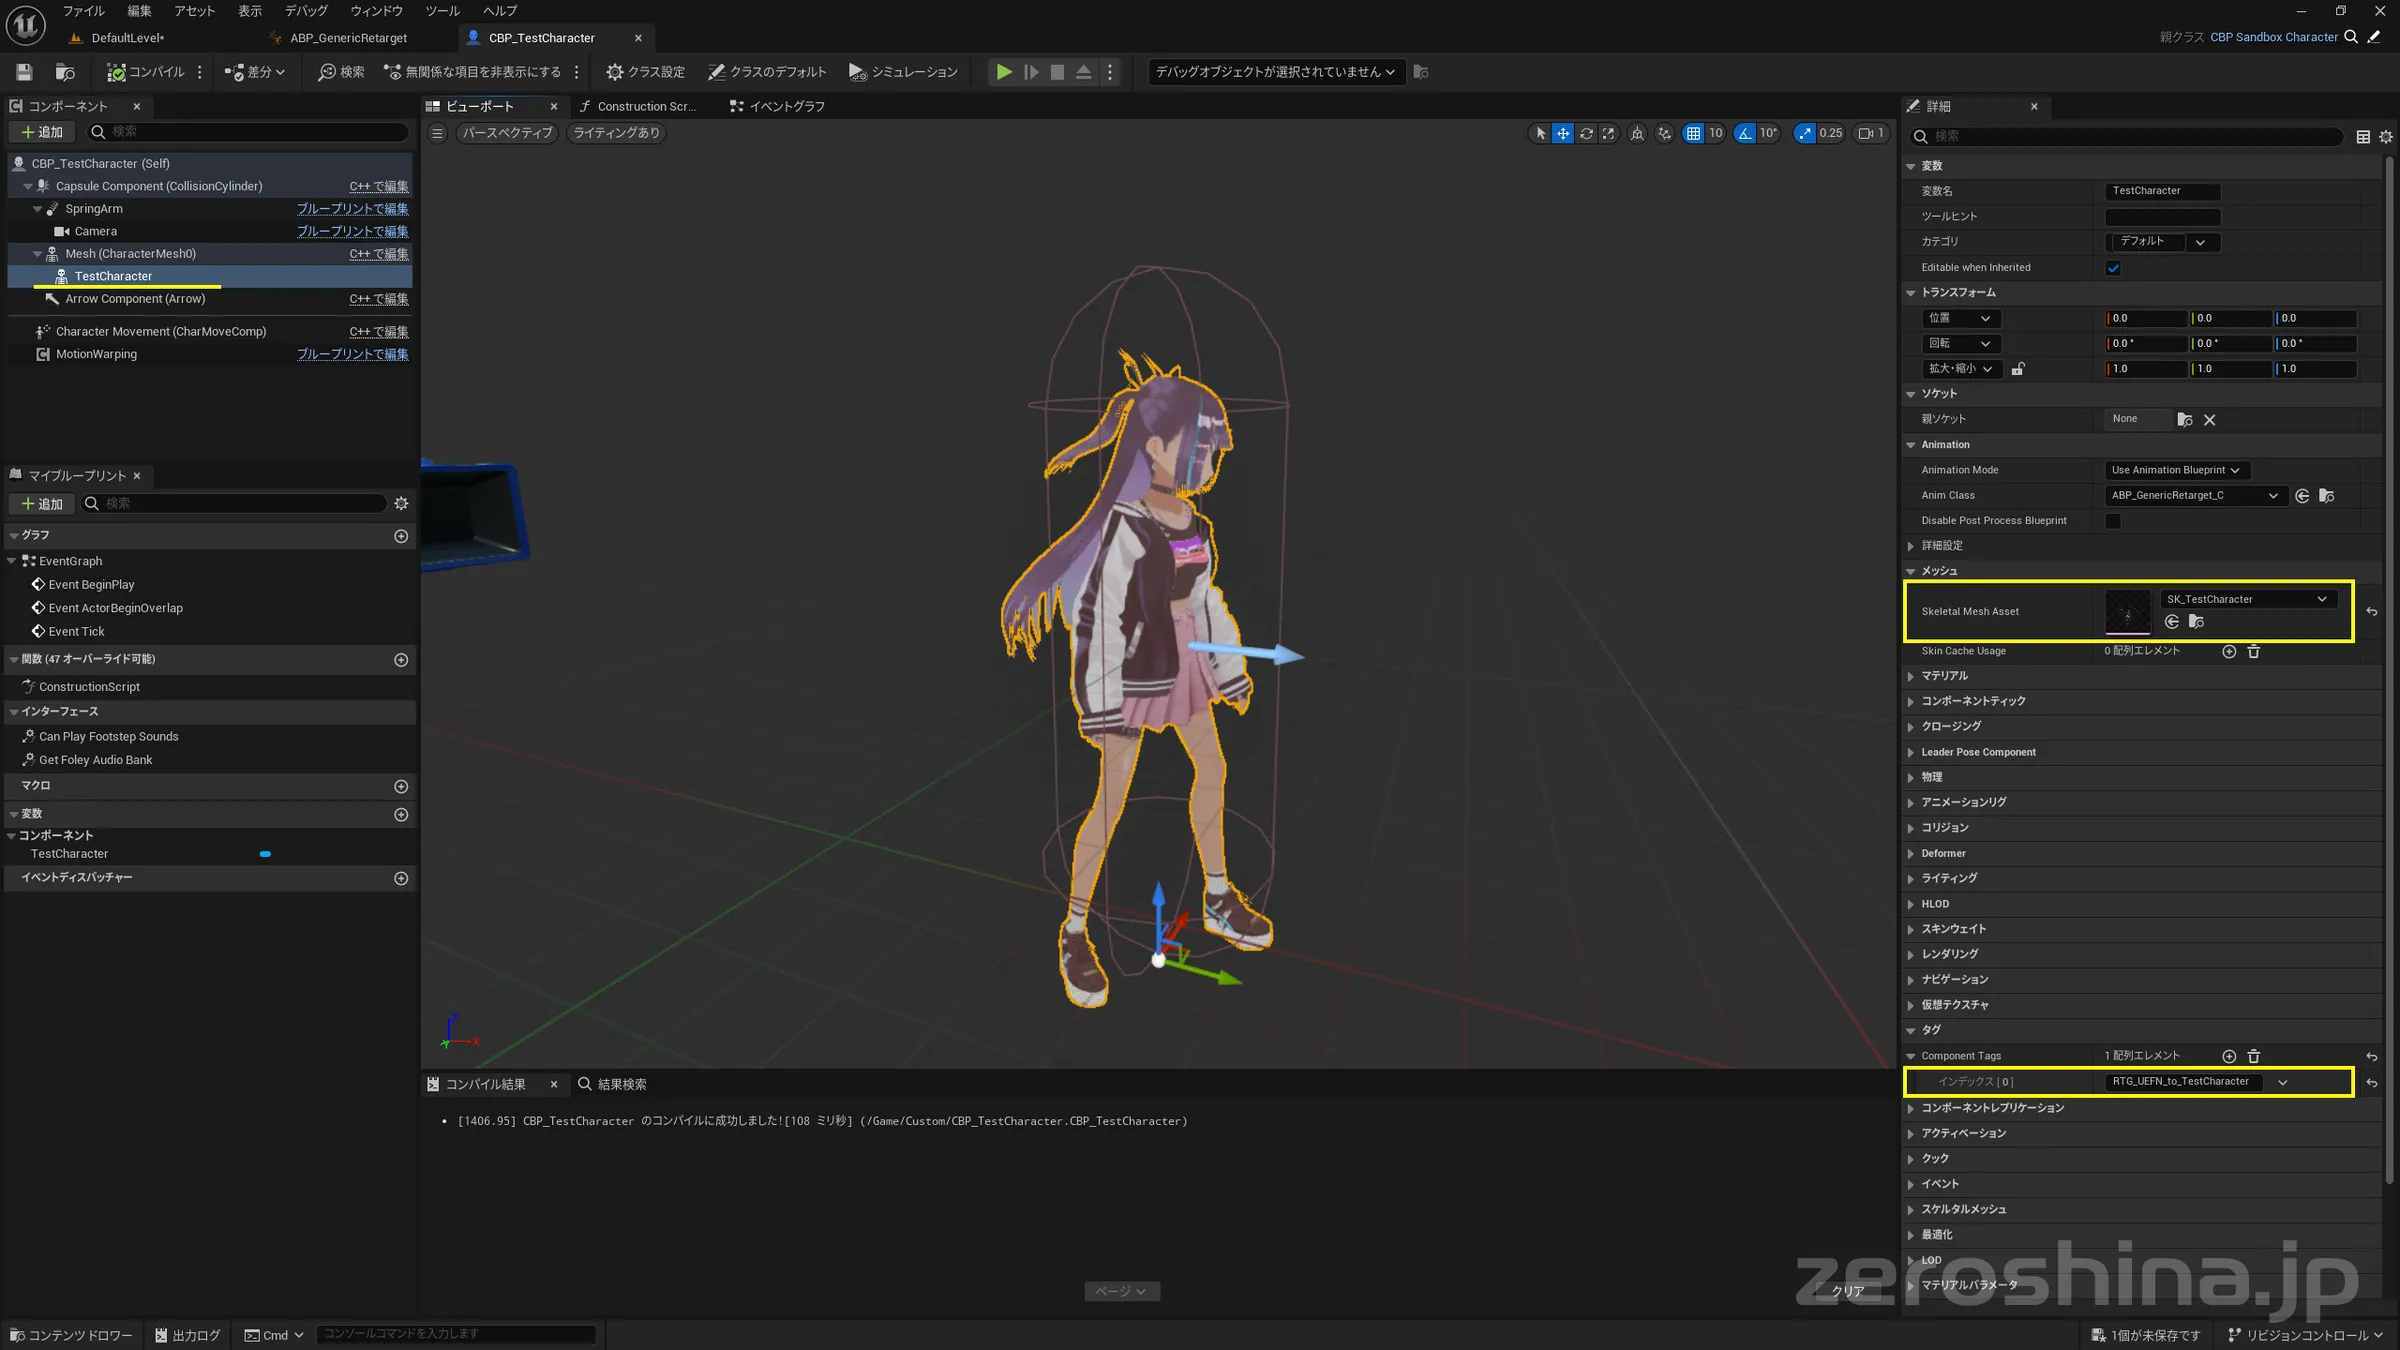 ファイル 編集 アセット 表示 デバッグ ウィンドウ ツール ヘルプ
DefaultLevel* ABP_GenericRetarget CBP_TestCharacter
親クラス CBP Sandbox Character
コンパイル 差分 検索 無関係な項目を非表示にする クラス設定 クラスのデフォルト シミュレーション デバッグオブジェクトが選択されていません
コンポーネント
追加 検索
CBP_TestCharacter (Self)
Capsule Component (CollisionCylinder) C++ で編集
SpringArm ブループリントで編集
Camera ブループリントで編集
Mesh (CharacterMesh0) C++ で編集
TestCharacter
Arrow Component (Arrow) C++ で編集
Character Movement (CharMoveComp) C++ で編集
MotionWarping ブループリントで編集
マイブループリント
追加 検索
グラフ
EventGraph
Event BeginPlay
Event ActorBeginOverlap
Event Tick
関数 (47 オーバーライド可能)
ConstructionScript
インターフェース
Can Play Footstep Sounds
Get Foley Audio Bank
マクロ
変数
コンポーネント
TestCharacter
イベントディスパッチャー
ビューポート Construction Scr... イベントグラフ
パースペクティブ ライティングあり 10 10° 0.25 1
Z
X
Y
コンパイル結果 結果検索
[1406.95] CBP_TestCharacter のコンパイルに成功しました![108 ミリ秒] (/Game/Custom/CBP_TestCharacter.CBP_TestCharacter)
ページ クリア
詳細
検索
変数
変数名 TestCharacter
ツールヒント
カテゴリ デフォルト
Editable when Inherited
トランスフォーム
位置 0.0 0.0 0.0
回転 0.0 ° 0.0 ° 0.0 °
拡大・縮小 1.0 1.0 1.0
ソケット
親ソケット None
Animation
Animation Mode Use Animation Blueprint
Anim Class ABP_GenericRetarget_C
Disable Post Process Blueprint
詳細設定
メッシュ
Skeletal Mesh Asset SK_TestCharacter
Skin Cache Usage 0 配列エレメント
マテリアル
コンポーネントティック
クロージング
Leader Pose Component
物理
アニメーションリグ
コリジョン
Deformer
ライティング
HLOD
スキンウェイト
レンダリング
ナビゲーション
仮想テクスチャ
タグ
Component Tags 1 配列エレメント
インデックス [ 0 ] RTG_UEFN_to_TestCharacter
コンポーネントレプリケーション
アクティベーション
クック
イベント
スケルタルメッシュ
最適化
LOD
マテリアルパラメータ
zeroshina.jp
コンテンツドロワー 出力ログ Cmd コンソールコマンドを入力します 1個が未保存です リビジョンコントロール